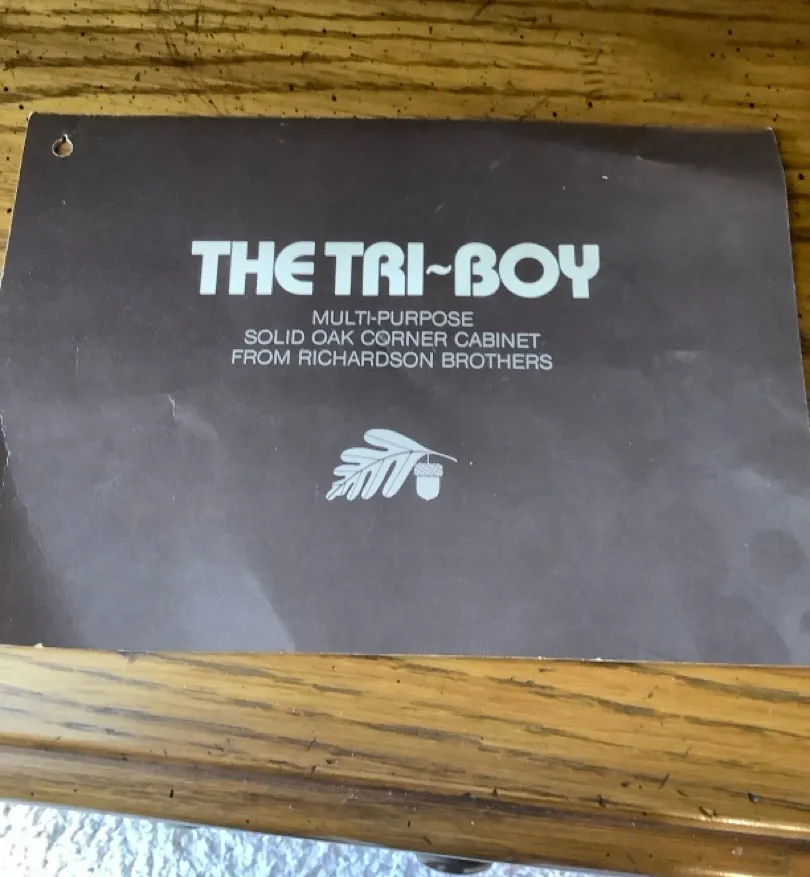 THE TRI~BOY
MULTI-PURPOSE
SOLID OAK CORNER CABINET
FROM RICHARDSON BROTHERS